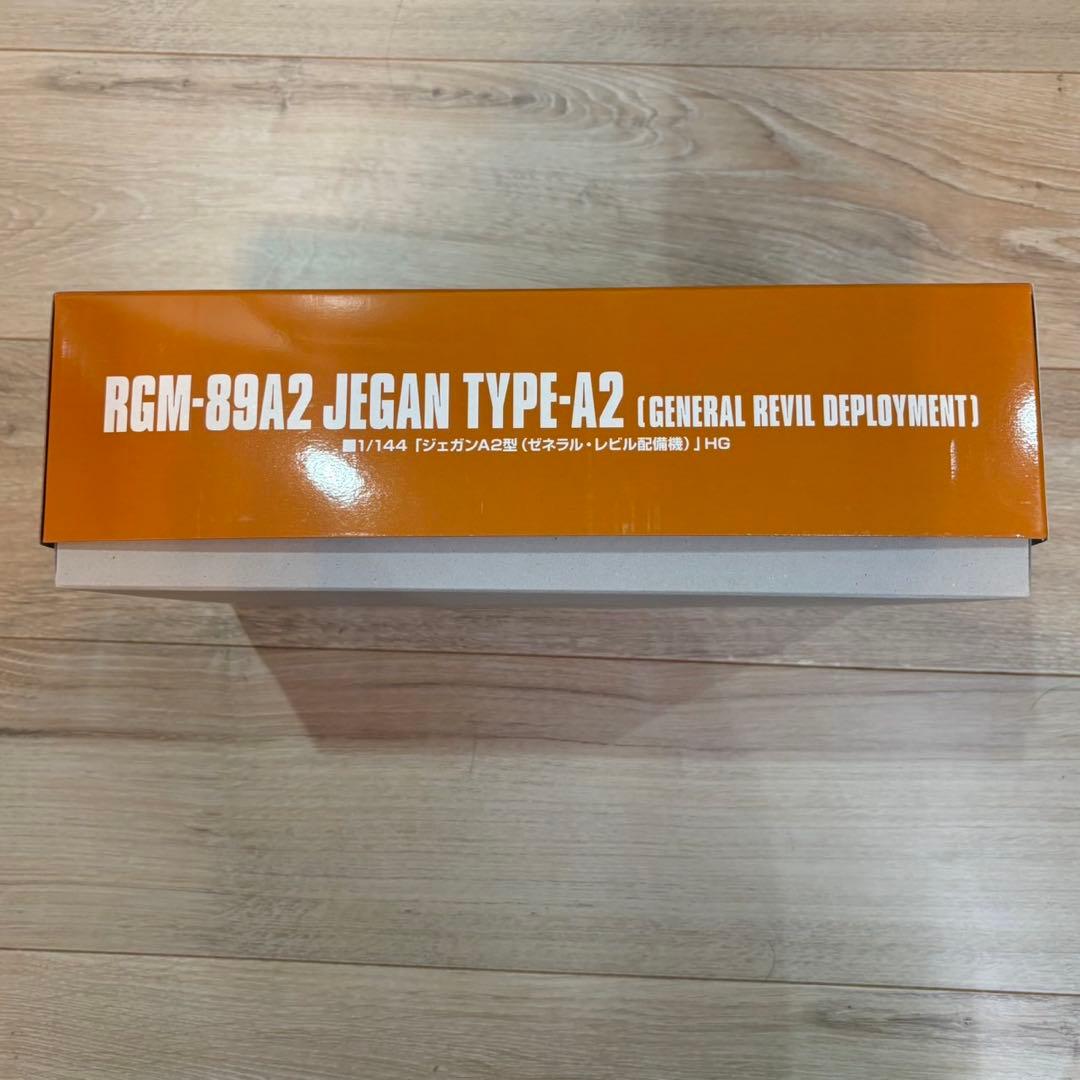 RGM-89A2 JEGAN TYPE-A2 [GENERAL REVIL DEPLOYMENT]
■1/144「ジェガンA2型(ゼネラル・レビル配備機)」HG